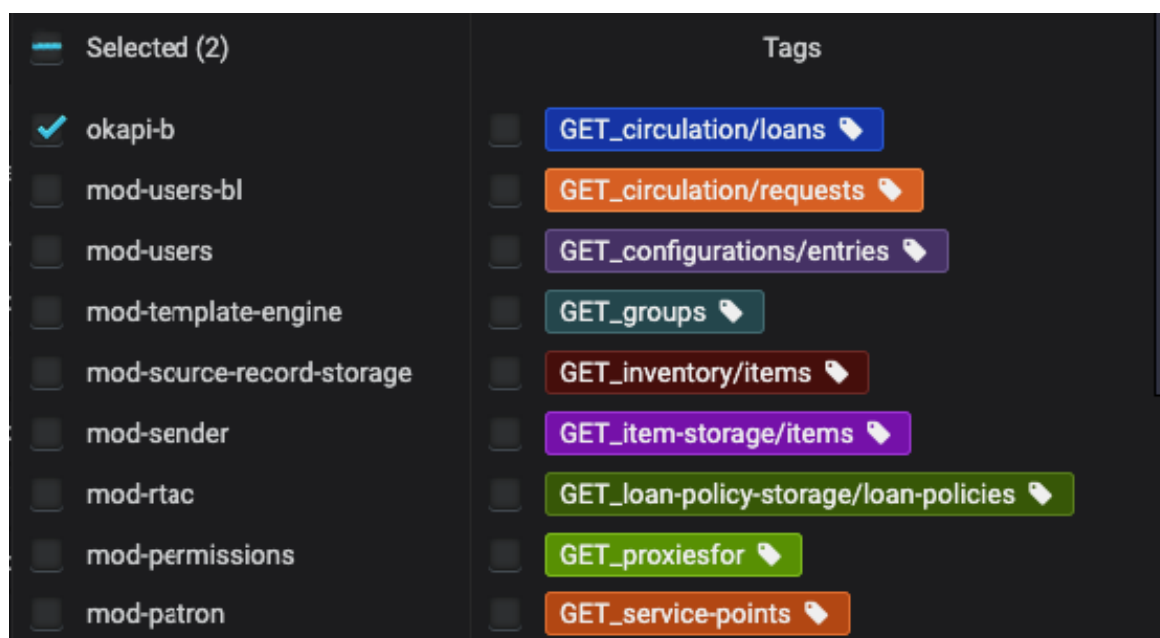 Selected (2) Tags
okapi-b GET_circulation/loans
mod-users-bl GET_circulation/requests
mod-users GET_configurations/entries
mod-template-engine GET_groups
mod-source-record-storage GET_inventory/items
mod-sender GET_item-storage/items
mod-rtac GET_loan-policy-storage/loan-policies
mod-permissions GET_proxiesfor
mod-patron GET_service-points